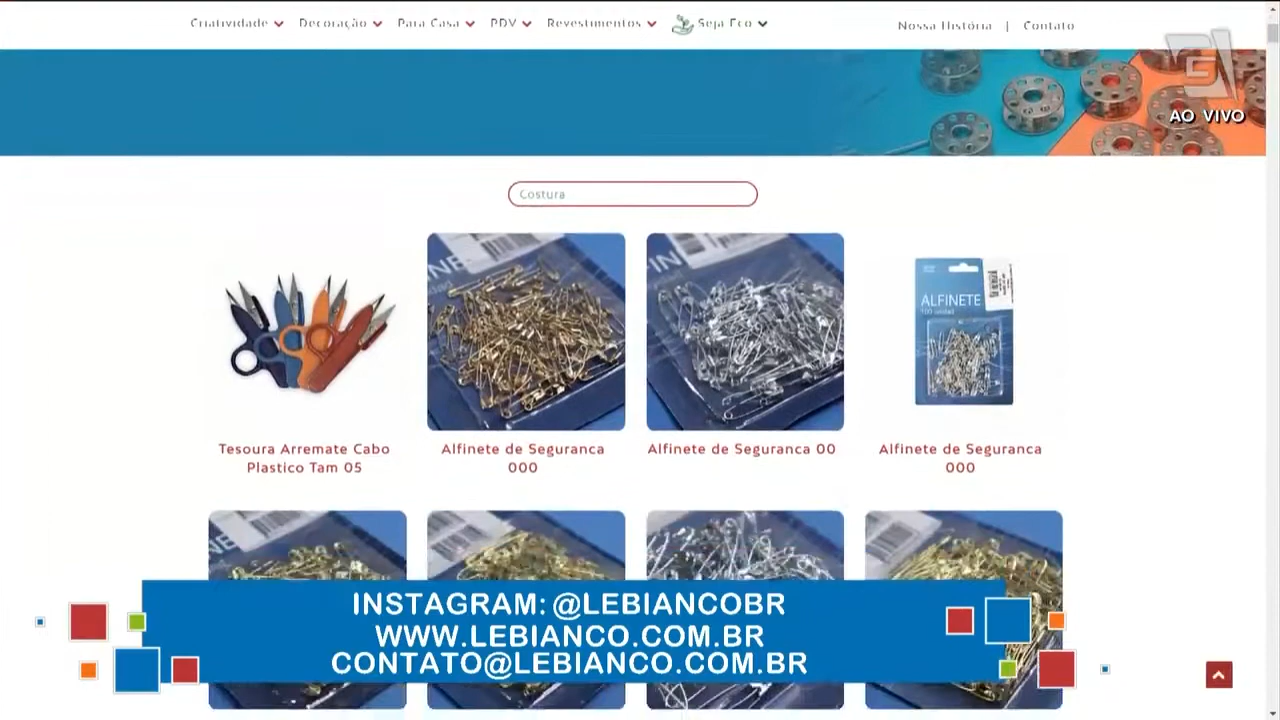 Criatividade Decoração Para Casa PDV Revestimentos Seja Eco
Nossa História | Contato
AO VIVO
Costura
ALFINETE
100 unidad
Tesoura Arremate Cabo
Plastico Tam 05
Alfinete de Seguranca
000
Alfinete de Seguranca 00
Alfinete de Seguranca
000
INSTAGRAM: @LEBIANCOBR
WWW.LEBIANCO.COM.BR
CONTATO@LEBIANCO.COM.BR